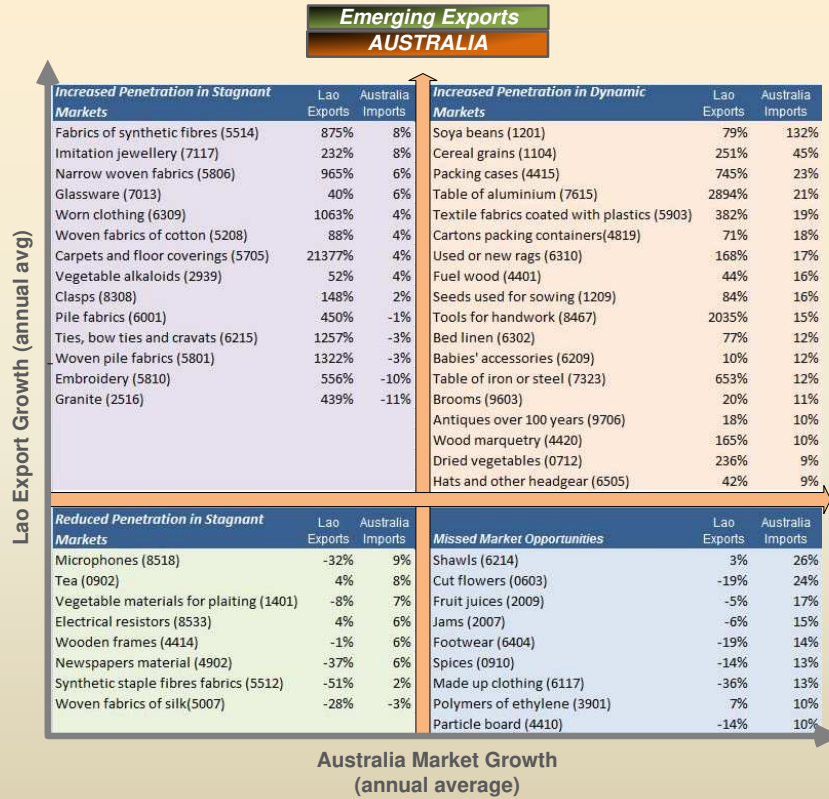 Emerging Exports
AUSTRALIA
Lao Export Growth (annual avg)
Increased Penetration in Stagnant Markets Lao Exports Australia Imports
Fabrics of synthetic fibres (5514) 875% 8%
Imitation jewellery (7117) 232% 8%
Narrow woven fabrics (5806) 965% 6%
Glassware (7013) 40% 6%
Worn clothing (6309) 1063% 4%
Woven fabrics of cotton (5208) 88% 4%
Carpets and floor coverings (5705) 21377% 4%
Vegetable alkaloids (2939) 52% 4%
Clasps (8308) 148% 2%
Pile fabrics (6001) 450% -1%
Ties, bow ties and cravats (6215) 1257% -3%
Woven pile fabrics (5801) 1322% -3%
Embroidery (5810) 556% -10%
Granite (2516) 439% -11%
Increased Penetration in Dynamic Markets Lao Exports Australia Imports
Soya beans (1201) 79% 132%
Cereal grains (1104) 251% 45%
Packing cases (4415) 745% 23%
Table of aluminium (7615) 2894% 21%
Textile fabrics coated with plastics (5903) 382% 19%
Cartons packing containers(4819) 71% 18%
Used or new rags (6310) 168% 17%
Fuel wood (4401) 44% 16%
Seeds used for sowing (1209) 84% 16%
Tools for handwork (8467) 2035% 15%
Bed linen (6302) 77% 12%
Babies' accessories (6209) 10% 12%
Table of iron or steel (7323) 653% 12%
Brooms (9603) 20% 11%
Antiques over 100 years (9706) 18% 10%
Wood marquetry (4420) 165% 10%
Dried vegetables (0712) 236% 9%
Hats and other headgear (6505) 42% 9%
Reduced Penetration in Stagnant Markets Lao Exports Australia Imports
Microphones (8518) -32% 9%
Tea (0902) 4% 8%
Vegetable materials for plaiting (1401) -8% 7%
Electrical resistors (8533) 4% 6%
Wooden frames (4414) -1% 6%
Newspapers material (4902) -37% 6%
Synthetic staple fibres fabrics (5512) -51% 2%
Woven fabrics of silk(5007) -28% -3%
Missed Market Opportunities Lao Exports Australia Imports
Shawls (6214) 3% 26%
Cut flowers (0603) -19% 24%
Fruit juices (2009) -5% 17%
Jams (2007) -6% 15%
Footwear (6404) -19% 14%
Spices (0910) -14% 13%
Made up clothing (6117) -36% 13%
Polymers of ethylene (3901) 7% 10%
Particle board (4410) -14% 10%
Australia Market Growth
(annual average)